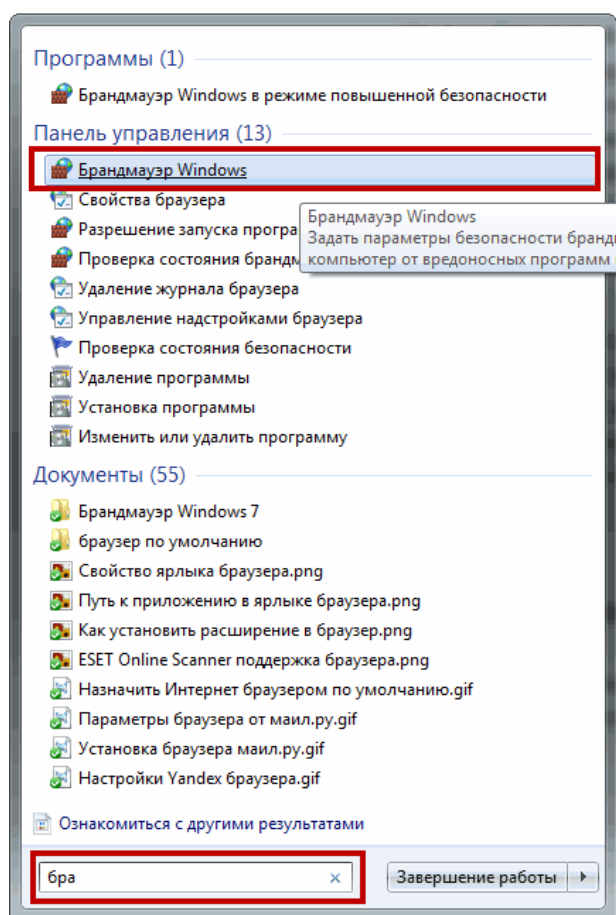 Программы (1)
Брандмауэр Windows в режиме повышенной безопасности
Панель управления (13)
Брандмауэр Windows
Свойства браузера
Брандмауэр Windows
Разрешение запуска програ
Задать параметры безопасности бранд
Проверка состояния брандм
компьютер от вредоносных программ
Удаление журнала браузера
Управление надстройками браузера
Проверка состояния безопасности
Удаление программы
Установка программы
Изменить или удалить программу
Документы (55)
Брандмауэр Windows 7
браузер по умолчанию
Свойство ярлыка браузера.png
Путь к приложению в ярлыке браузера.png
Как установить расширение в браузер.png
ESET Online Scanner поддержка браузера.png
Назначить Интернет браузером по умолчанию.gif
Параметры браузера от маил.ру.gif
Установка браузера маил.ру.gif
Настройки Yandex браузера.gif
Ознакомиться с другими результатами
бра
Завершение работы